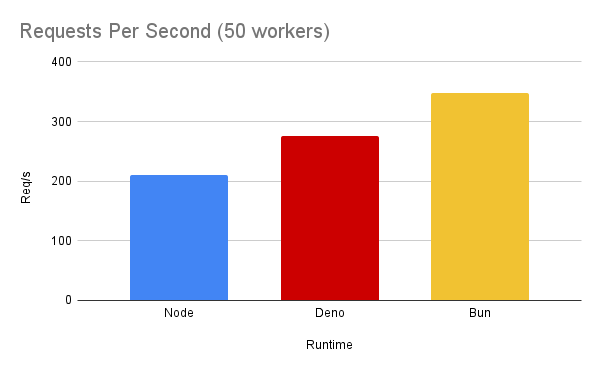 Requests Per Second (50 workers)
400
300
200
100
0
Req/s
Node
Deno
Bun
Runtime